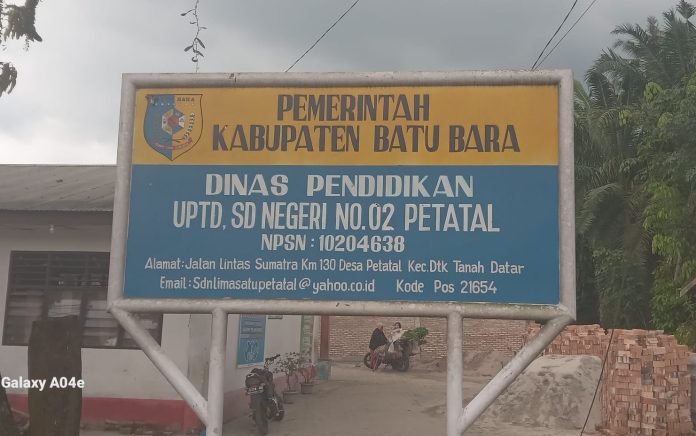 BARA
PEMERINTAH
KABUPATEN BATU BARA
DINAS PENDIDIKAN
UPTD, SD NEGERI NO.02 PETATAL
NPSN : 10204638
Alamat:Jalan Lintas Sumatra Km 130 Desa Petatal Kec.Dtk Tanah Datar
Email:Sdnlimasatupetatal@yahoo.co.id Kode Pos 21654
Galaxy A04e